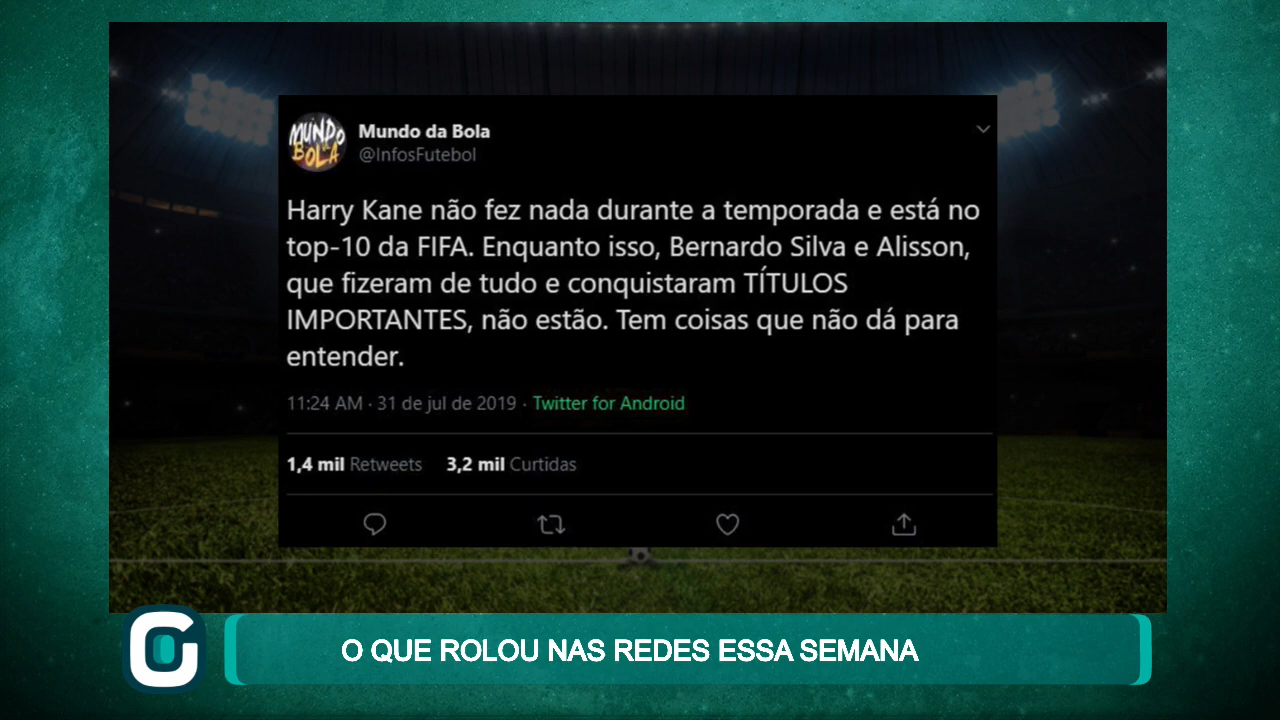 MUNDO
DA
BOLA
Mundo da Bola
@InfosFutebol
Harry Kane não fez nada durante a temporada e está no
top-10 da FIFA. Enquanto isso, Bernardo Silva e Alisson,
que fizeram de tudo e conquistaram TÍTULOS
IMPORTANTES, não estão. Tem coisas que não dá para
entender.
11:24 AM · 31 de jul de 2019 · Twitter for Android
1,4 mil Retweets 3,2 mil Curtidas
G
O QUE ROLOU NAS REDES ESSA SEMANA